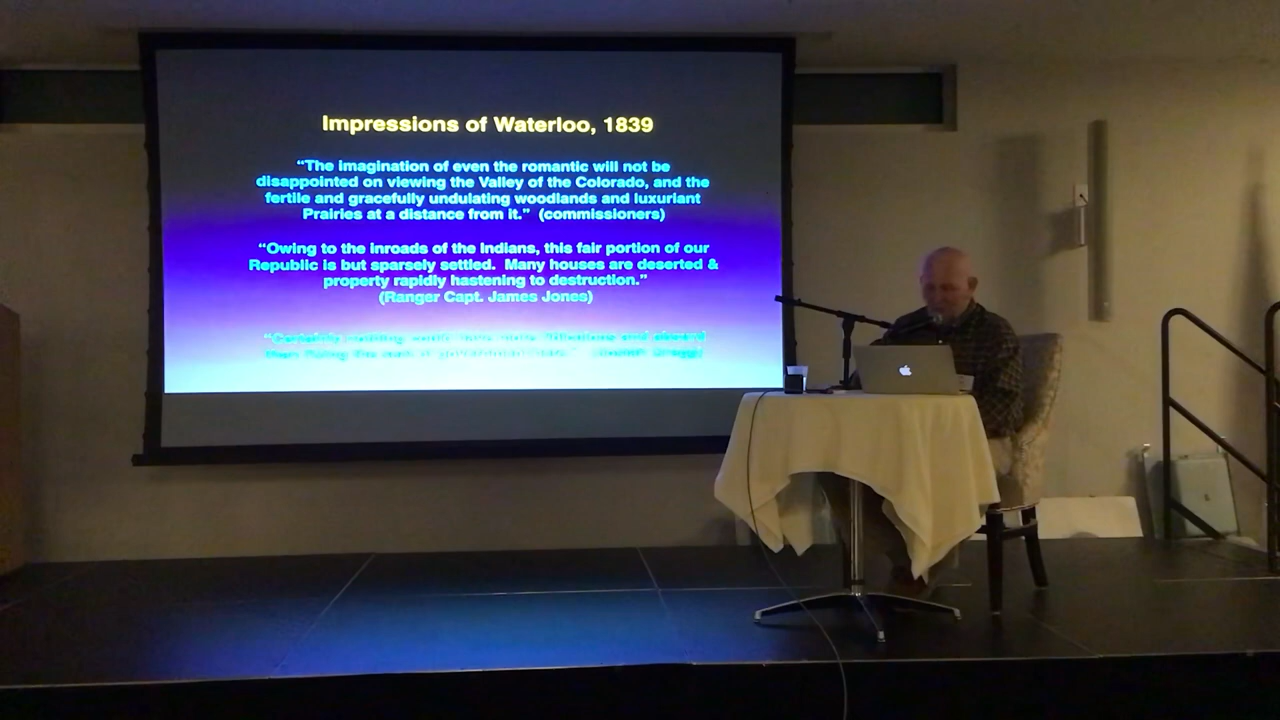 Impressions of Waterloo, 1839
“The imagination of even the romantic will not be
disappointed on viewing the Valley of the Colorado, and the
fertile and gracefully undulating woodlands and luxuriant
Prairies at a distance from it.” (commissioners)
“Owing to the inroads of the Indians, this fair portion of our
Republic is but sparsely settled. Many houses are deserted &
property rapidly hastening to destruction.”
(Ranger Capt. James Jones)
“Certainly nothing could